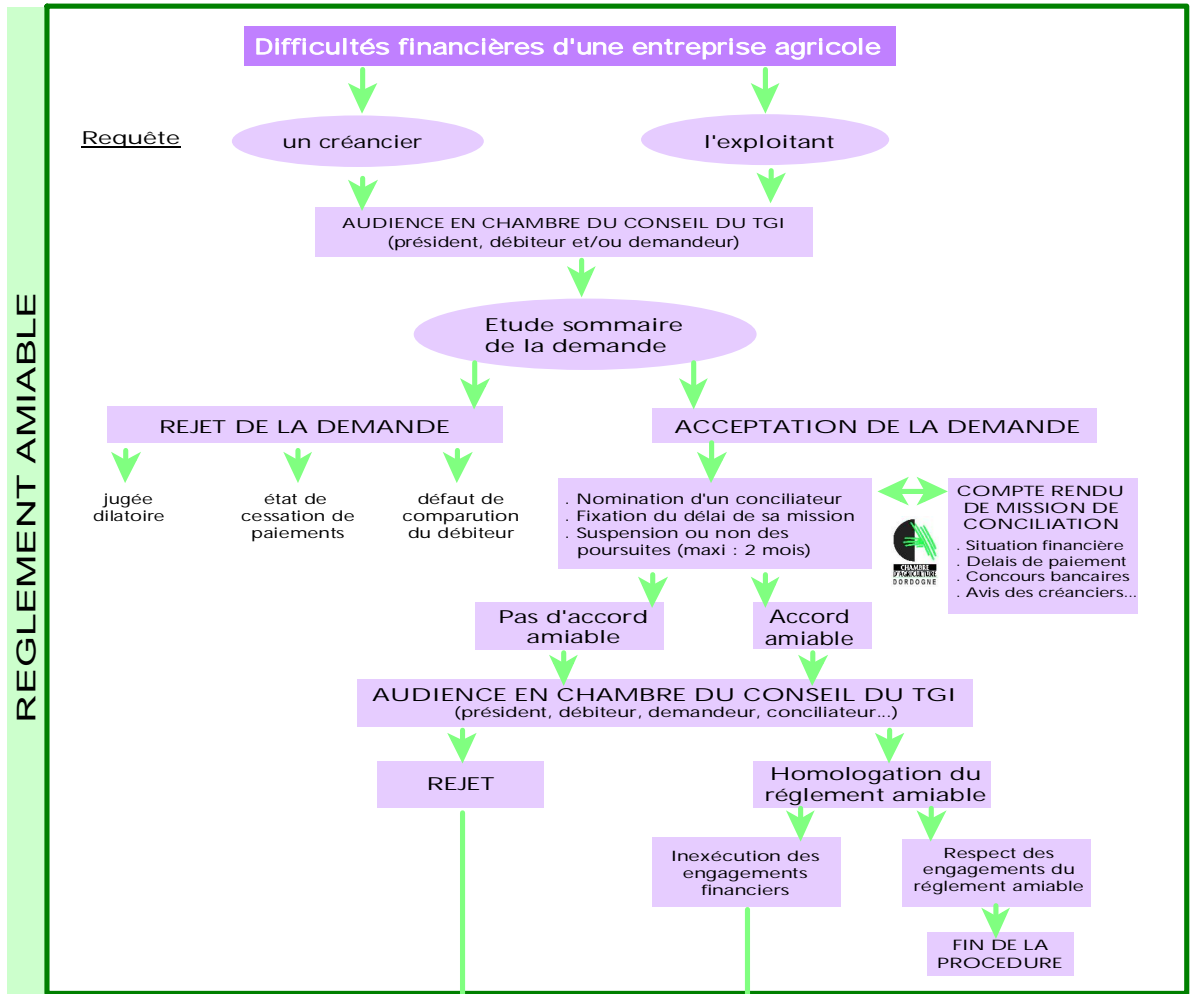 REGLEMENT AMIABLE
Difficultés financières d'une entreprise agricole
Requête
un créancier
l'exploitant
AUDIENCE EN CHAMBRE DU CONSEIL DU TGI
(président, débiteur et/ou demandeur)
Etude sommaire
de la demande
REJET DE LA DEMANDE
ACCEPTATION DE LA DEMANDE
jugée
dilatoire
état de
cessation de
paiements
défaut de
comparution
du débiteur
. Nomination d'un conciliateur
. Fixation du délai de sa mission
. Suspension ou non des
poursuites (maxi : 2 mois)
CHAMBRE
D'AGRICULTURE
DORDOGNE
COMPTE RENDU
DE MISSION DE
CONCILIATION
. Situation financière
. Delais de paiement
. Concours bancaires
. Avis des créanciers...
Pas d'accord
amiable
Accord
amiable
AUDIENCE EN CHAMBRE DU CONSEIL DU TGI
(président, débiteur, demandeur, conciliateur...)
REJET
Homologation du
réglement amiable
Inexécution des
engagements
financiers
Respect des
engagements du
réglement amiable
FIN DE LA
PROCEDURE